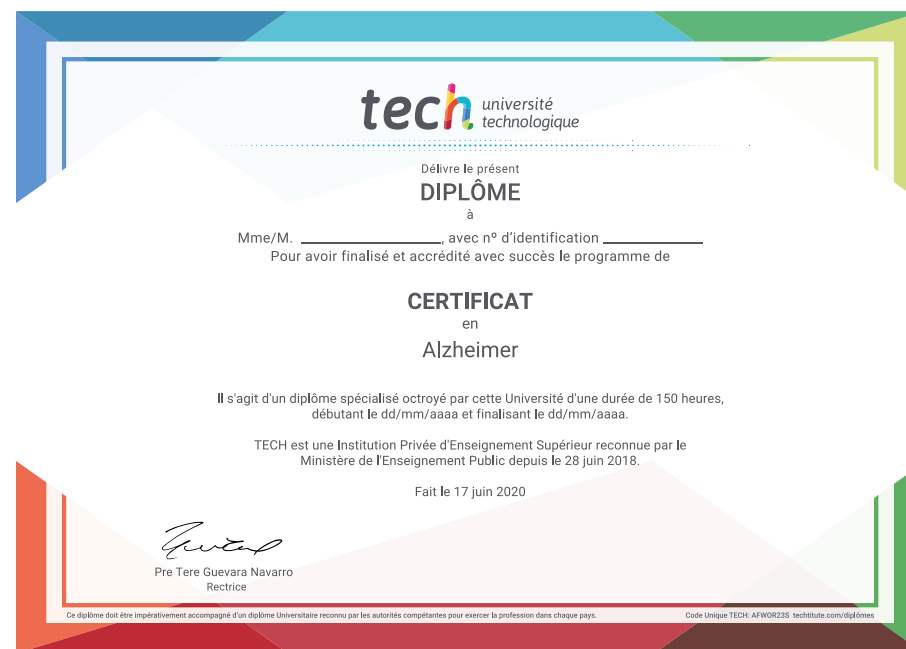 tech université
technologique
Délivre le présent
DIPLÔME
à
Mme/M. ____________________, avec nº d'identification ______________
Pour avoir finalisé et accrédité avec succès le programme de
CERTIFICAT
en
Alzheimer
Il s'agit d'un diplôme spécialisé octroyé par cette Université d'une durée de 150 heures,
débutant le dd/mm/aaaa et finalisant le dd/mm/aaaa.
TECH est une Institution Privée d'Enseignement Supérieur reconnue par le
Ministère de l'Enseignement Public depuis le 28 juin 2018.
Fait le 17 juin 2020
Pre Tere Guevara Navarro
Rectrice
Ce diplôme doit être impérativement accompagné d'un diplôme Universitaire reconnu par les autorités compétantes pour exercer la profession dans chaque pays.
Code Unique TECH: AFWOR23S techtitute.com/diplômes